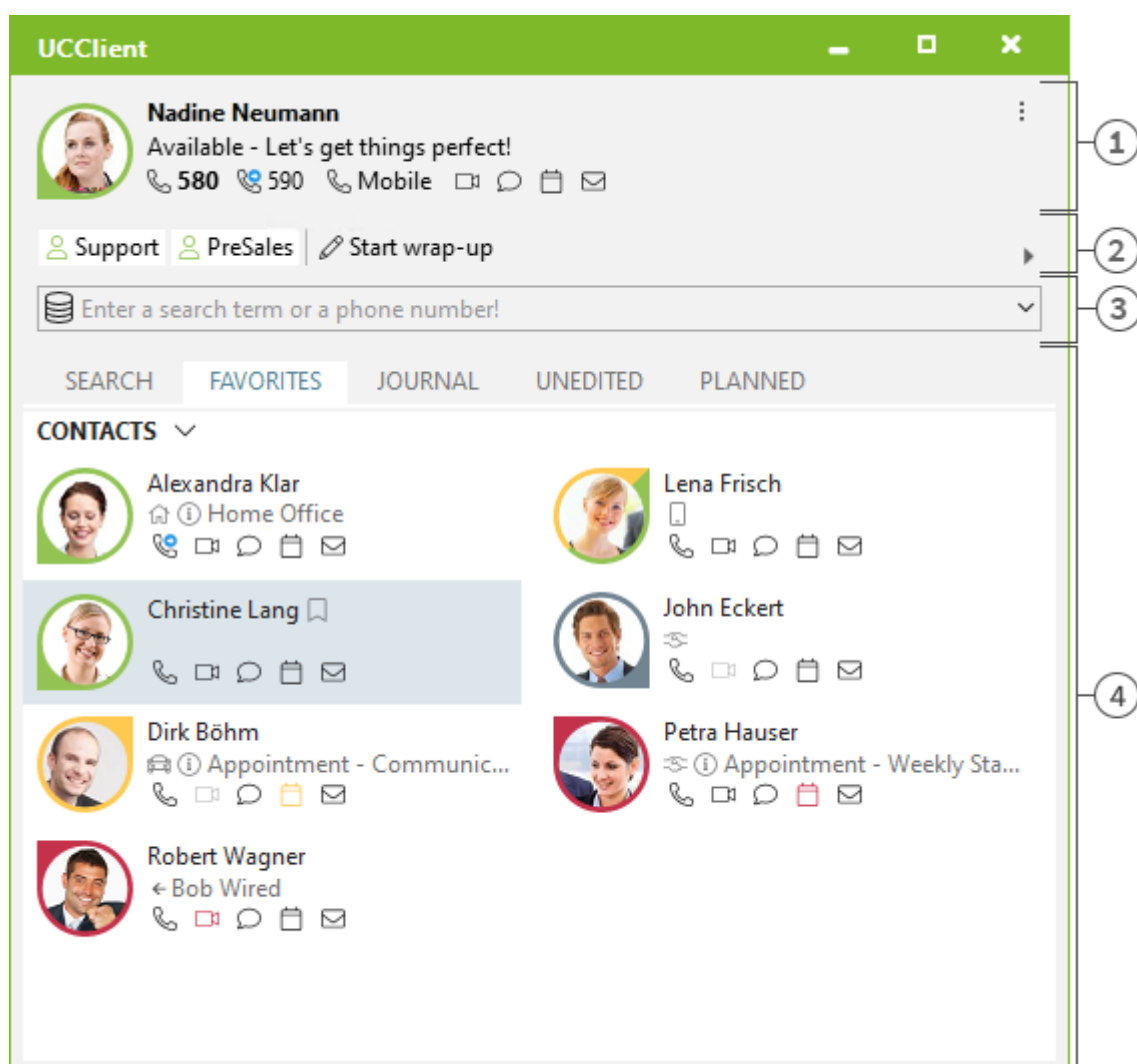 UCClient
Nadine Neumann
Available - Let's get things perfect!
580 590 Mobile
1
Support PreSales Start wrap-up
2
Enter a search term or a phone number!
3
SEARCH FAVORITES JOURNAL UNEDITED PLANNED
CONTACTS
Alexandra Klar
Home Office
Lena Frisch
Christine Lang
John Eckert
4
Dirk Böhm
Appointment - Communic...
Petra Hauser
Appointment - Weekly Sta...
Robert Wagner
Bob Wired